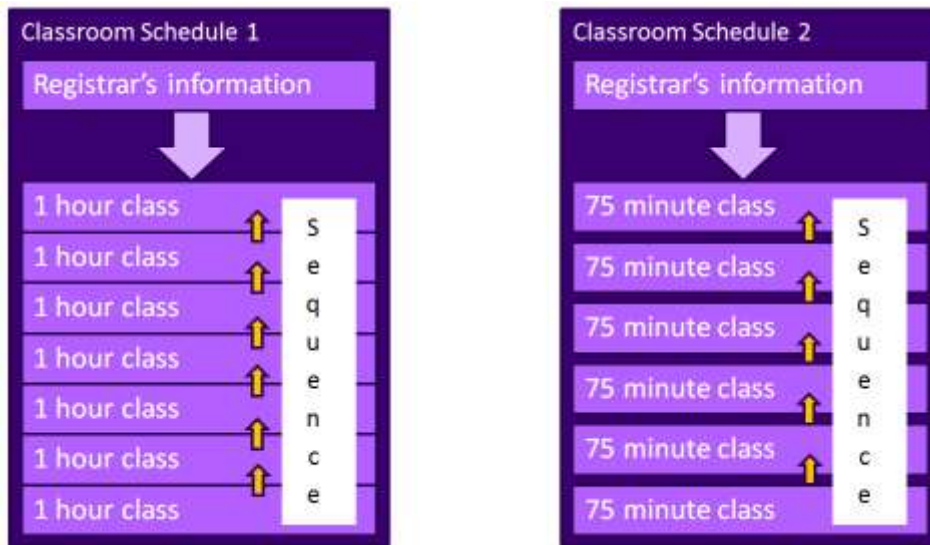 Classroom Schedule 1
Registrar's information
1 hour class
1 hour class
1 hour class
1 hour class
1 hour class
1 hour class
1 hour class
Sequence
Classroom Schedule 2
Registrar's information
75 minute class
75 minute class
75 minute class
75 minute class
75 minute class
75 minute class
Sequence